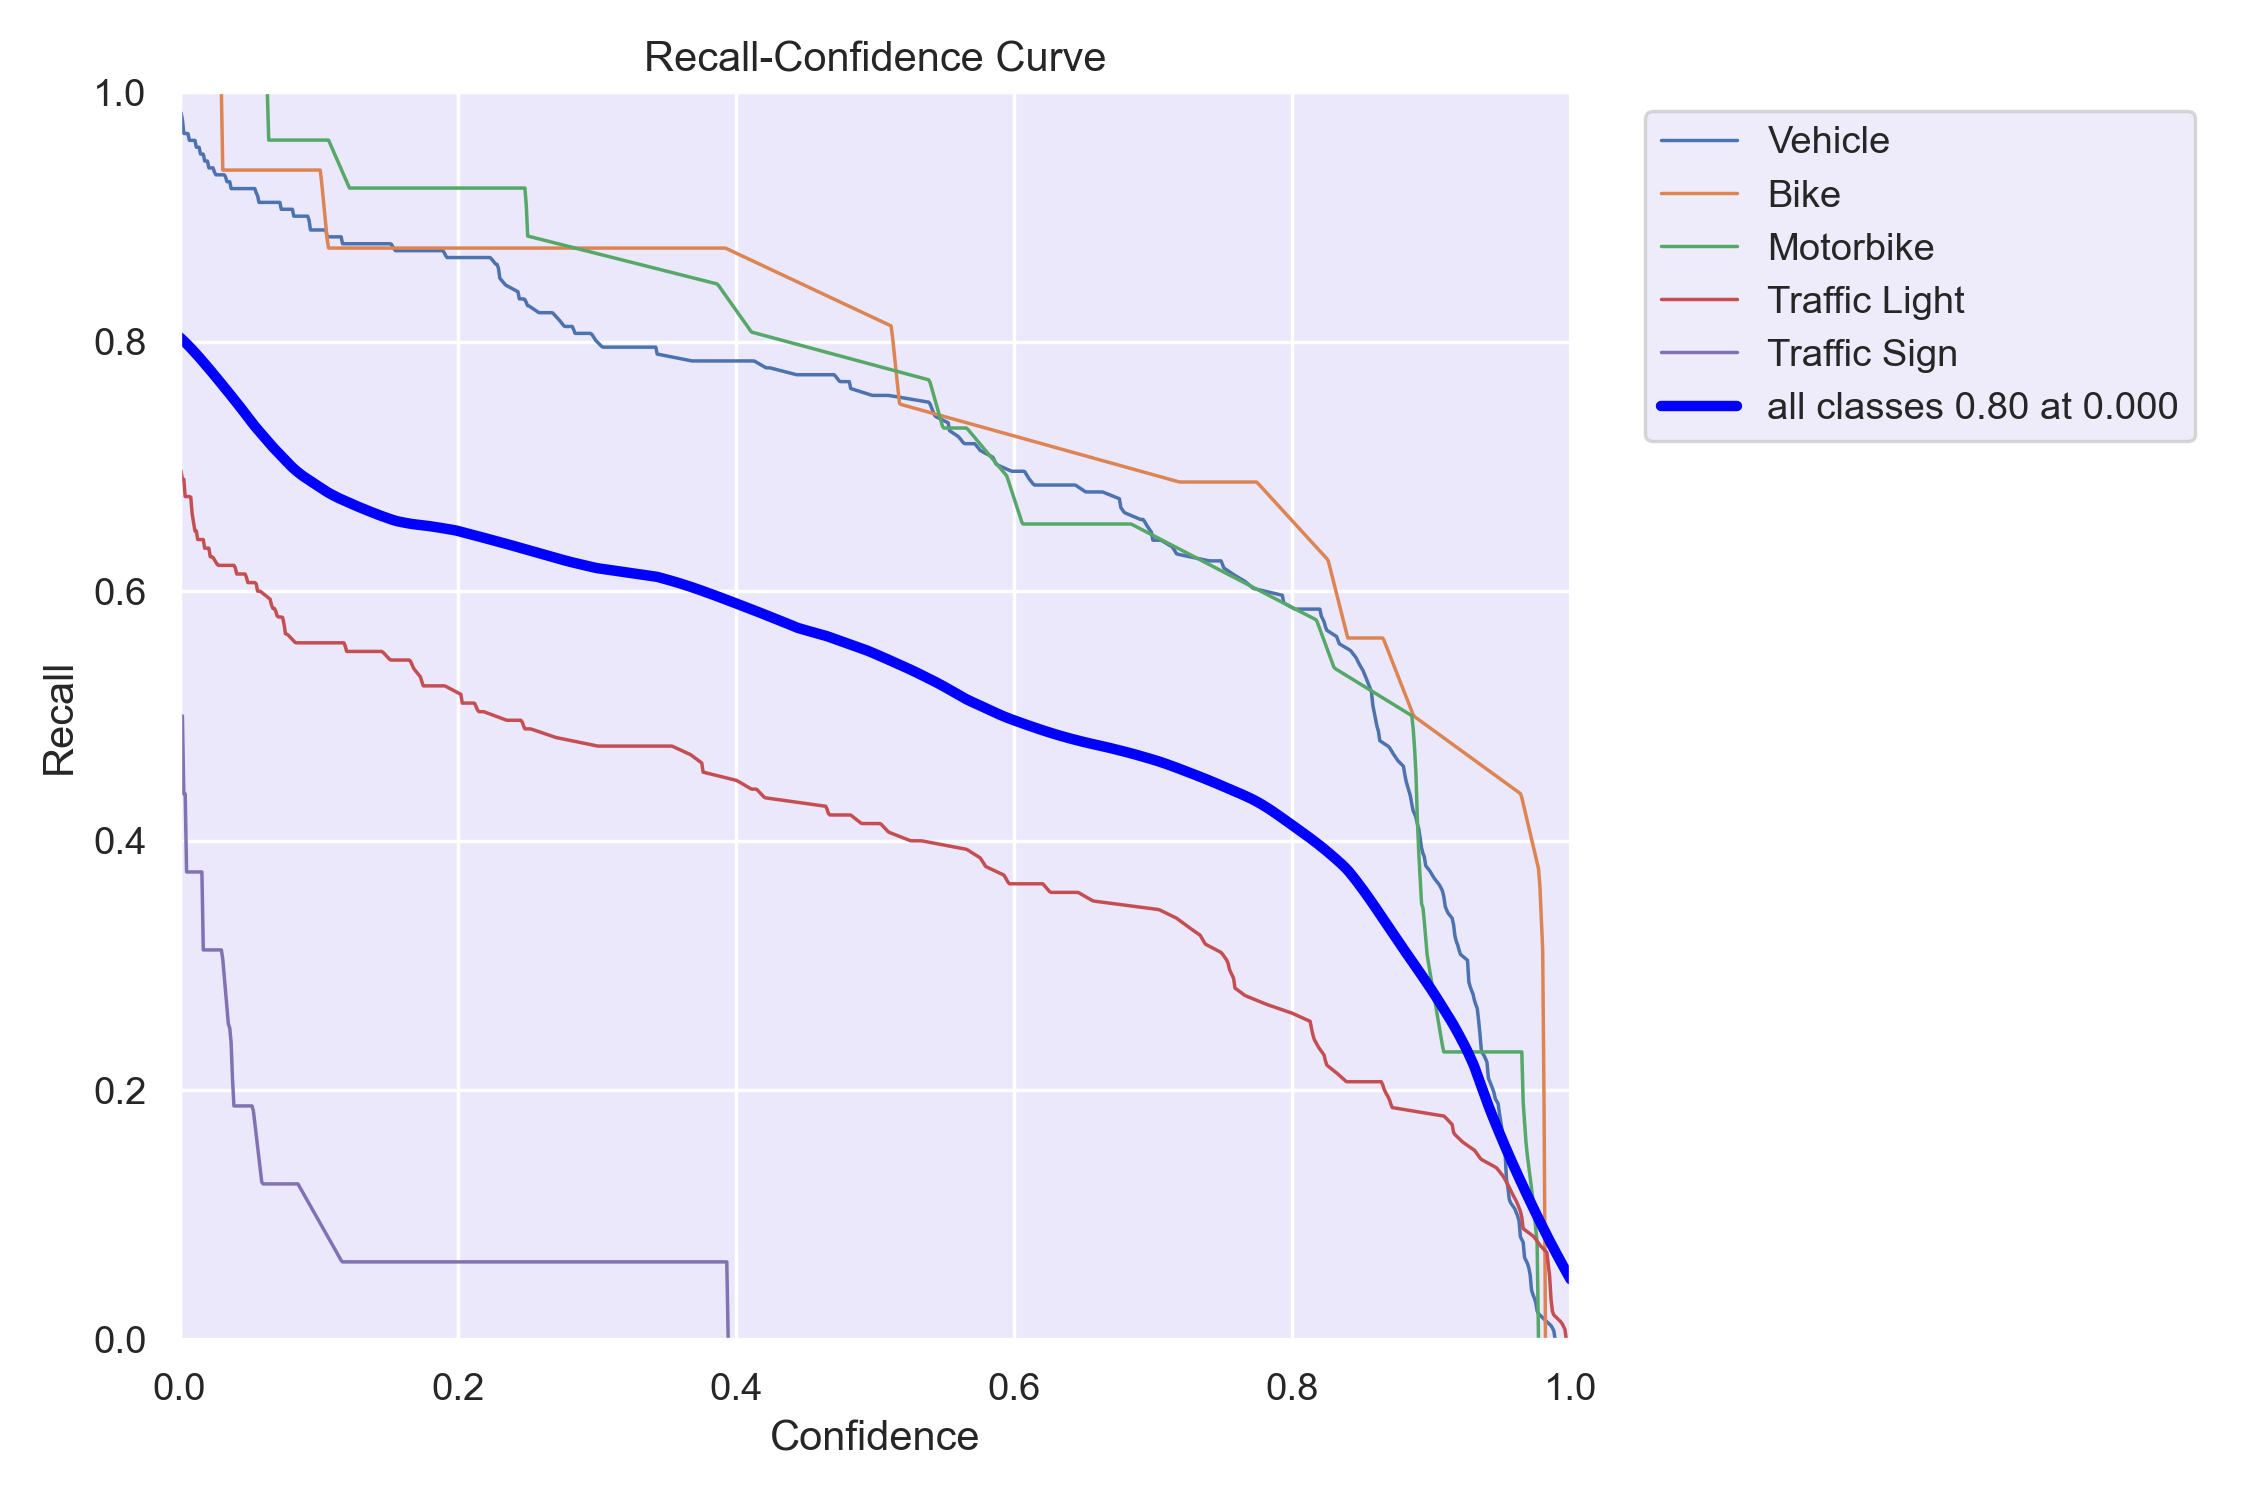 Recall-Confidence Curve
1.0
0.8
0.6
0.4
0.2
0.0
Recall
0.0 0.2 0.4 0.6 0.8 1.0
Confidence
Vehicle
Bike
Motorbike
Traffic Light
Traffic Sign
all classes 0.80 at 0.000